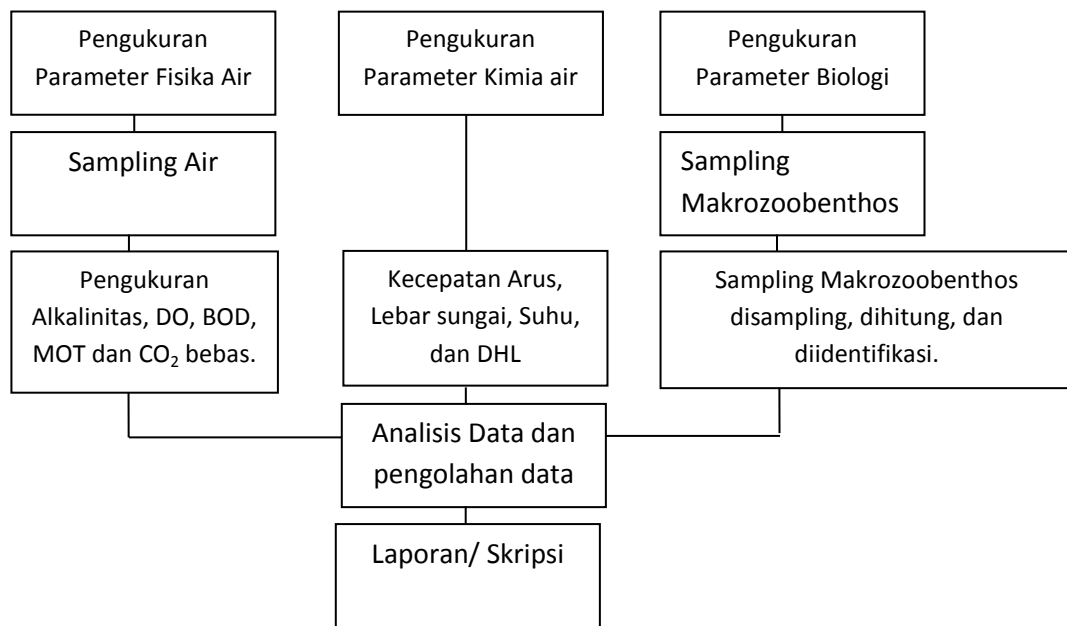 Pengukuran
Parameter Fisika Air
Pengukuran
Parameter Kimia air
Pengukuran
Parameter Biologi
Sampling Air
Sampling
Makrozoobenthos
Pengukuran
Alkalinitas, DO, BOD,
MOT dan CO₂ bebas.
Kecepatan Arus,
Lebar sungai, Suhu,
dan DHL
Sampling Makrozoobenthos
disampling, dihitung, dan
diidentifikasi.
Analisis Data dan
pengolahan data
Laporan/ Skripsi